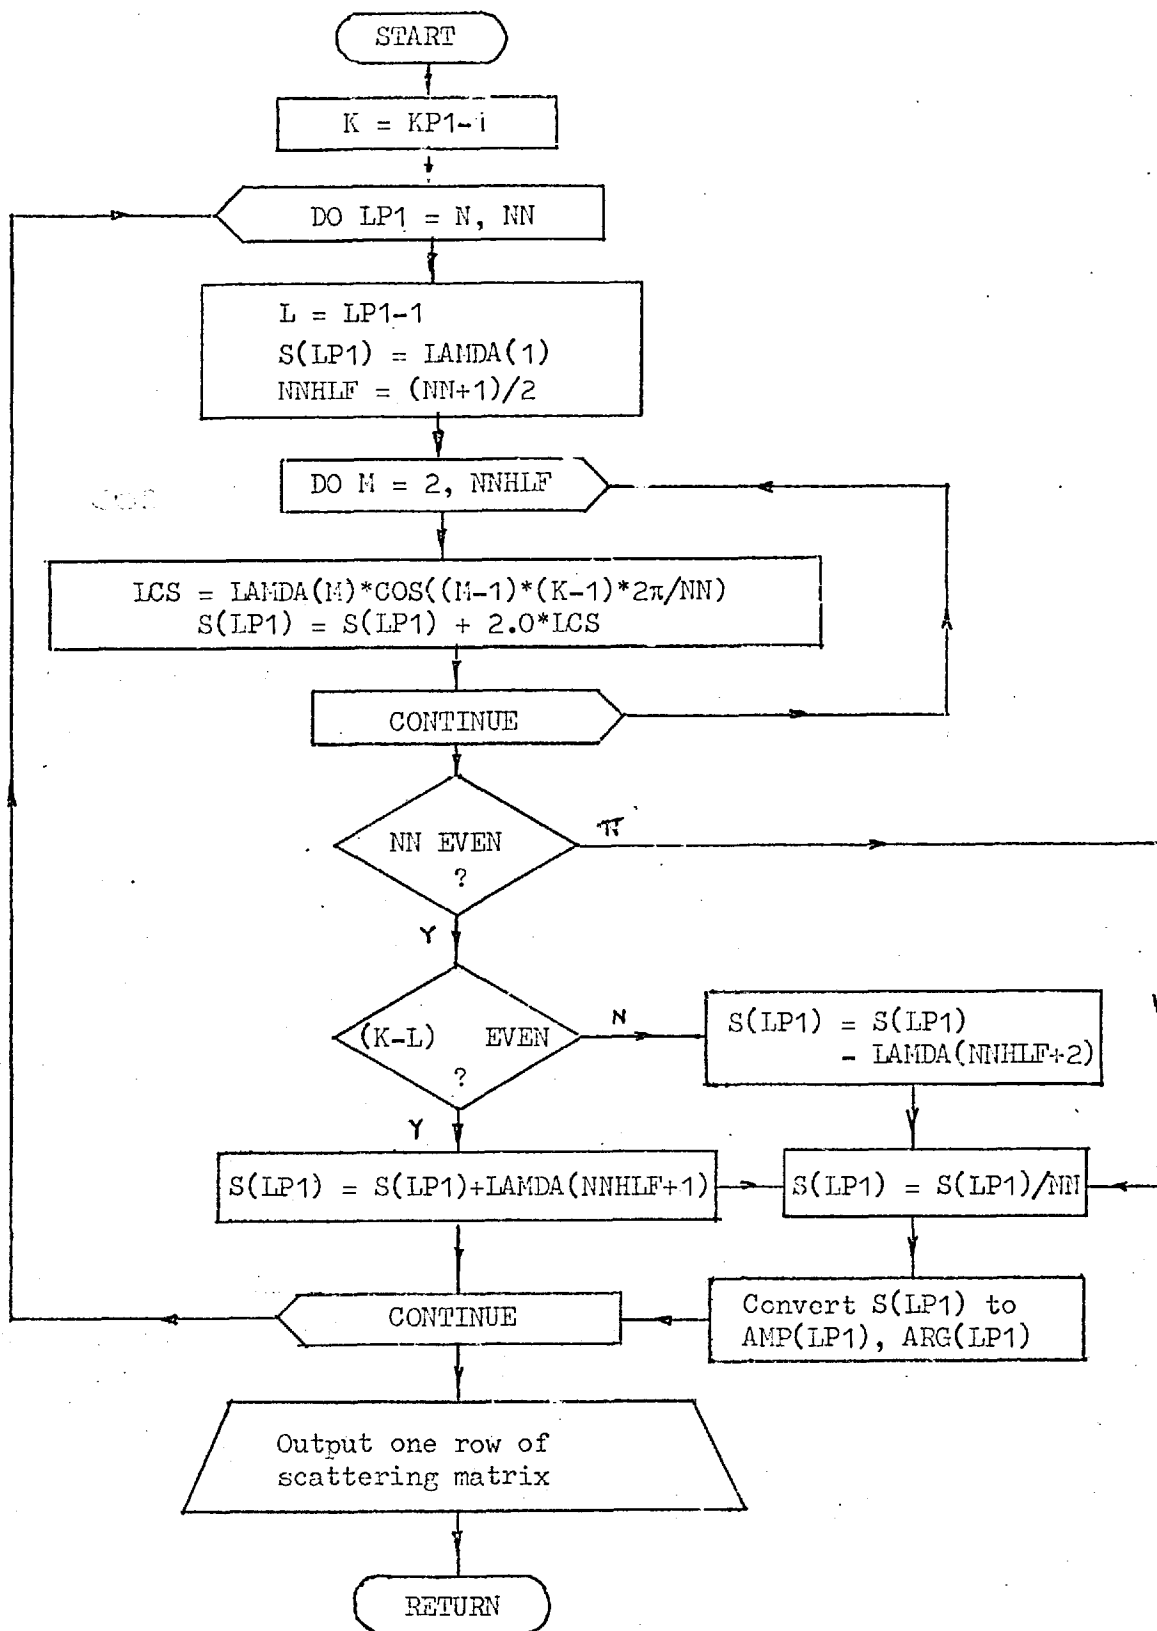 START
K = KP1-i
DO LP1 = N, NN
L = LP1-1
S(LP1) = LAMDA(1)
NNHLF = (NN+1)/2
DO M = 2, NNHLF
LCS = LAMDA(M)*COS((M-1)*(K-1)*2π/NN)
S(LP1) = S(LP1) + 2.0*LCS
CONTINUE
NN EVEN
?
Y
(K-L) EVEN
?
N
S(LP1) = S(LP1)
- LAMDA(NNHLF+2)
Y
S(LP1) = S(LP1)+LAMDA(NNHLF+1)
S(LP1) = S(LP1)/NN
Convert S(LP1) to
AMP(LP1), ARG(LP1)
CONTINUE
Output one row of
scattering matrix
RETURN